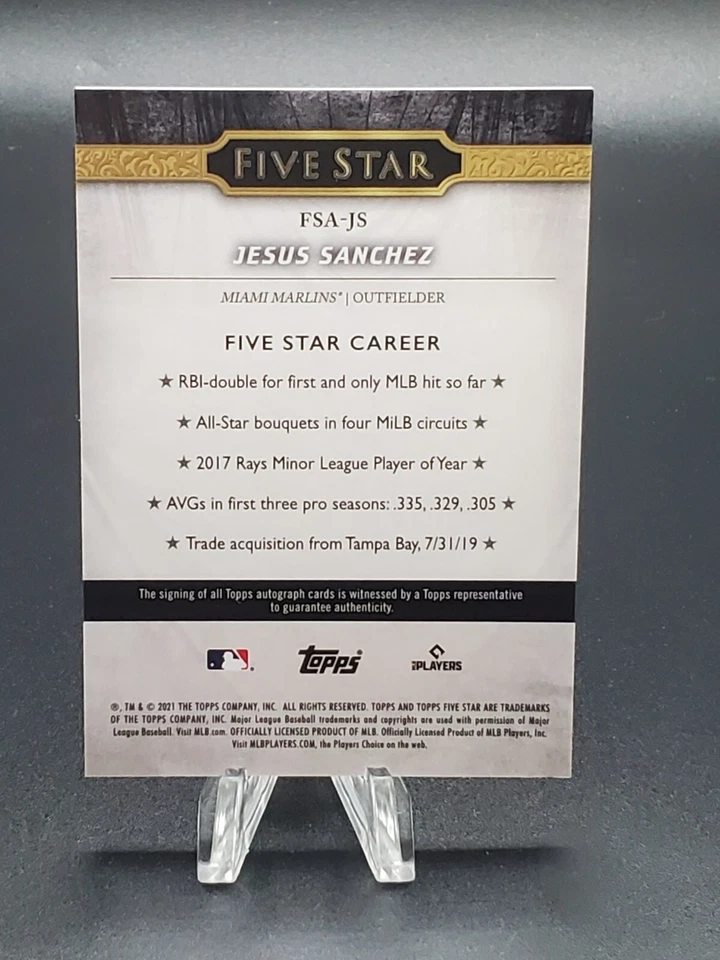 FIVE STAR
FSA-JS
JESUS SANCHEZ
MIAMI MARLINS® | OUTFIELDER
FIVE STAR CAREER
★ RBI-double for first and only MLB hit so far ★
★ All-Star bouquets in four MiLB circuits ★
★ 2017 Rays Minor League Player of Year ★
★ AVGs in first three pro seasons: .335, .329, .305 ★
★ Trade acquisition from Tampa Bay, 7/31/19 ★
The signing of all Topps autograph cards is witnessed by a Topps representative
to guarantee authenticity.
Topps® PLAYERS
®, TM & © 2021 THE TOPPS COMPANY, INC. ALL RIGHTS RESERVED. TOPPS AND TOPPS FIVE STAR ARE TRADEMARKS
OF THE TOPPS COMPANY, INC. Major League Baseball trademarks and copyrights are used with permission of Major
League Baseball. Visit MLB.com. OFFICIALLY LICENSED PRODUCT OF MLB. Officially Licensed Product of MLB Players, Inc.
Visit MLBPLAYERS.COM, the Players Choice on the web.